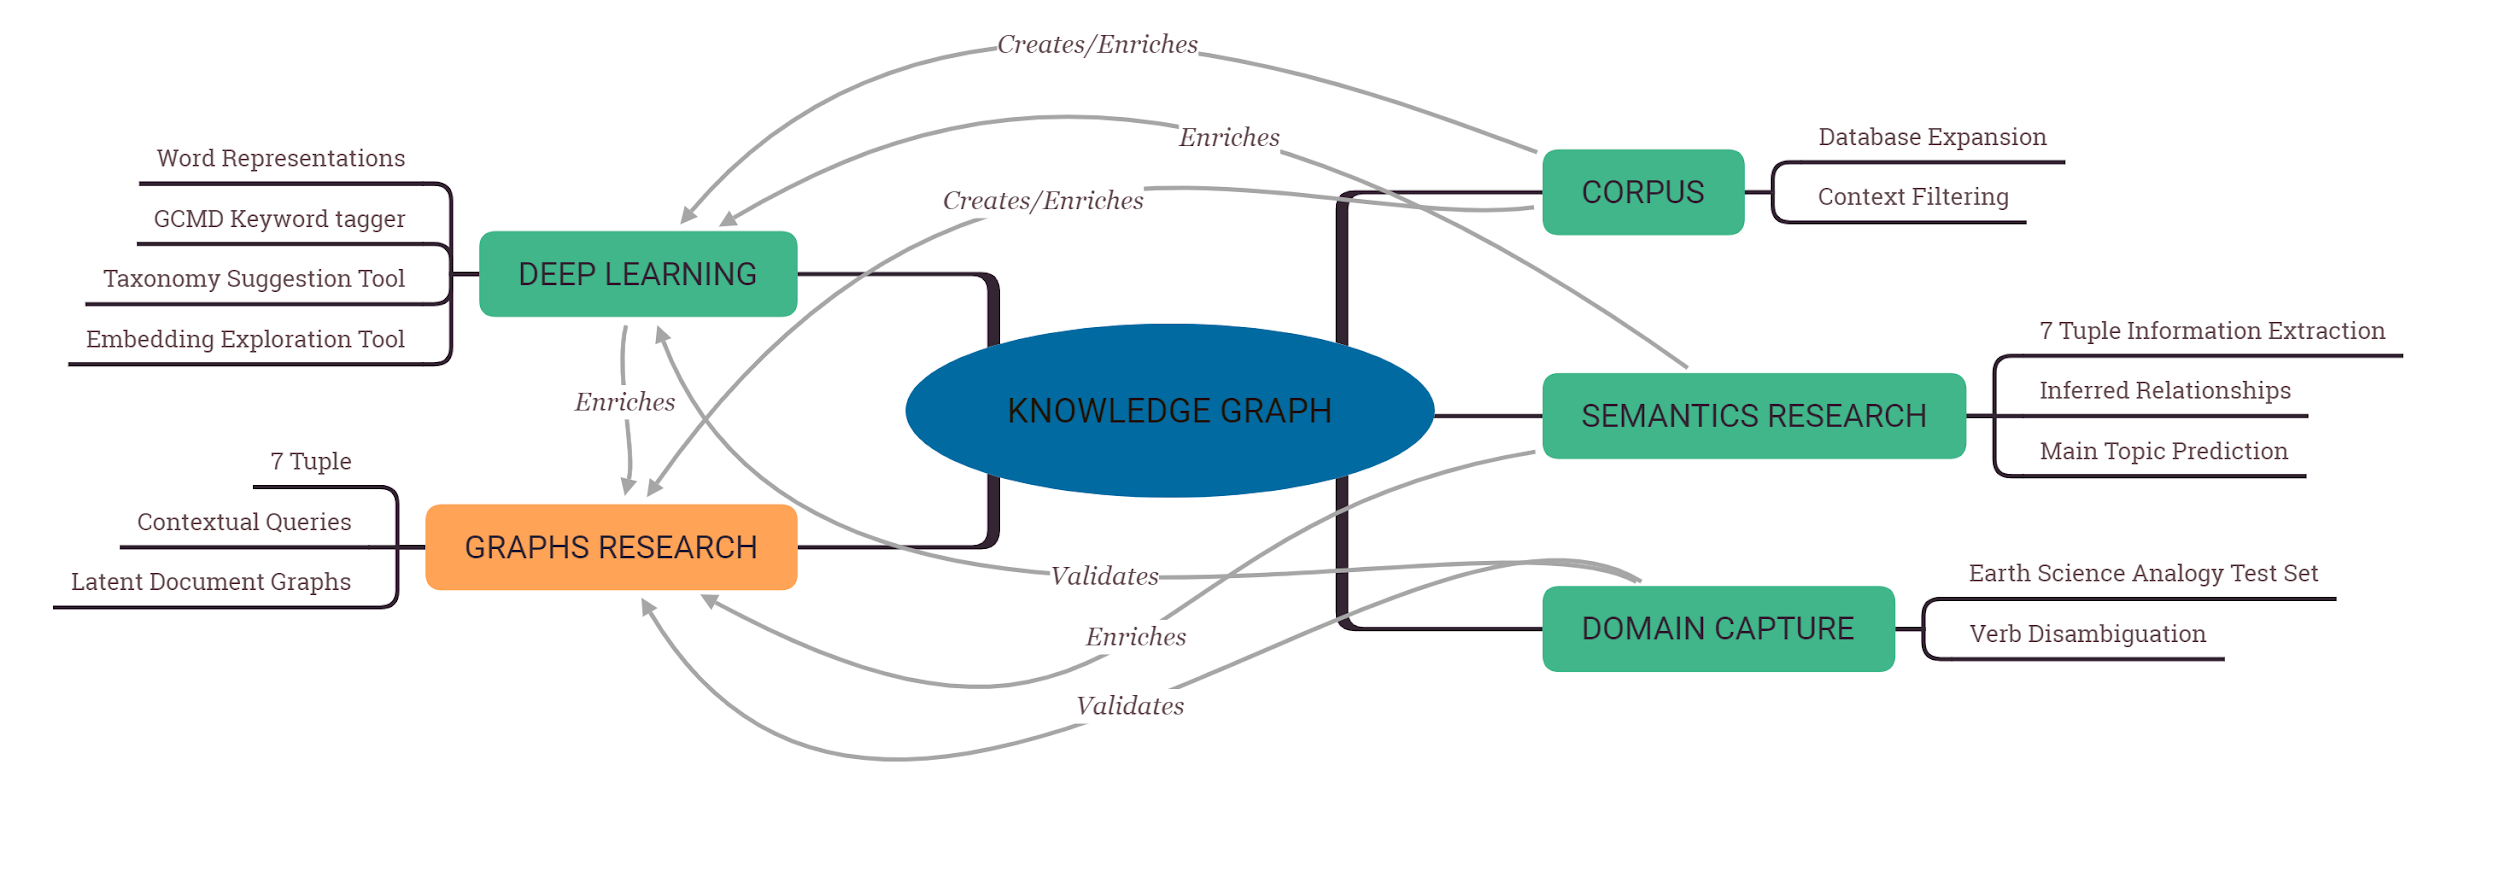 Creates/Enriches
Enriches
Creates/Enriches
Word Representations
GCMD Keyword tagger
Taxonomy Suggestion Tool
Embedding Exploration Tool
DEEP LEARNING
Enriches
7 Tuple
Contextual Queries
Latent Document Graphs
GRAPHS RESEARCH
KNOWLEDGE GRAPH
CORPUS
Database Expansion
Context Filtering
SEMANTICS RESEARCH
7 Tuple Information Extraction
Inferred Relationships
Main Topic Prediction
Validates
Enriches
Validates
DOMAIN CAPTURE
Earth Science Analogy Test Set
Verb Disambiguation